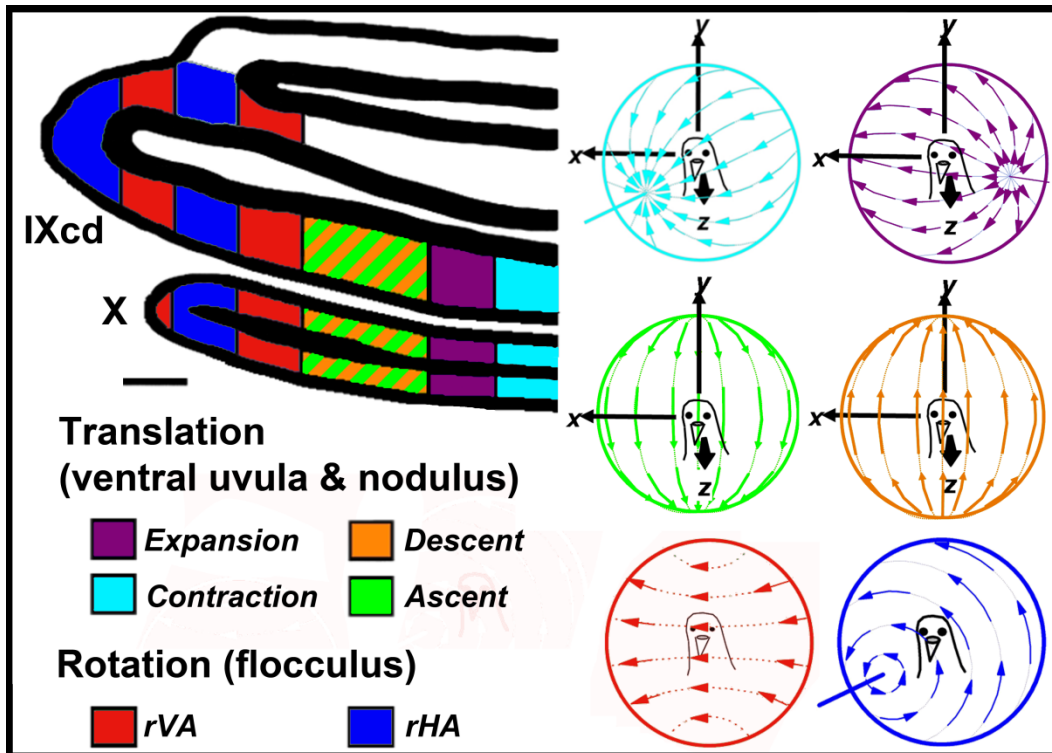 IXcd
X
Translation
(ventral uvula & nodulus)
Expansion
Descent
Contraction
Ascent
Rotation (flocculus)
rVA
rHA
y
x
z
y
x
z
y
x
z
y
x
z